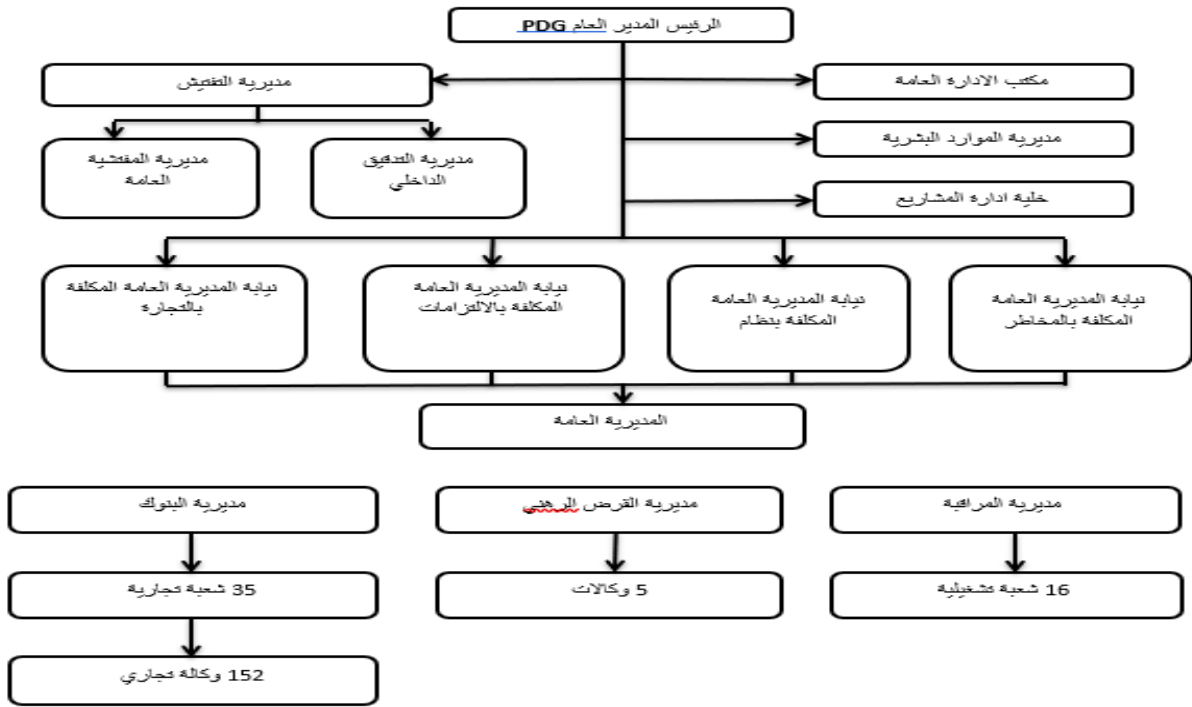 الرئيس المدير العام PDG
مكتب الادارة العامة
مديرية التفتيش
مديرية الموارد البشرية
مديرية التدقيق
الداخلي
مديرية المفتشية
العامة
خلية ادارة المشاريع
نيابة المديرية العامة
المكلفة بالمخاطر
نيابة المديرية العامة
المكلفة بنظام
نيابة المديرية العامة
المكلفة بالالتزامات
نيابة المديرية العامة المكلفة
بالتجارة
المديرية العامة
مديرية المراقبة
مديرية القرض الرهني
مديرية البنوك
16 شعبة تشغيلية
5 وكالات
35 شعبة تجارية
152 وكالة تجاري